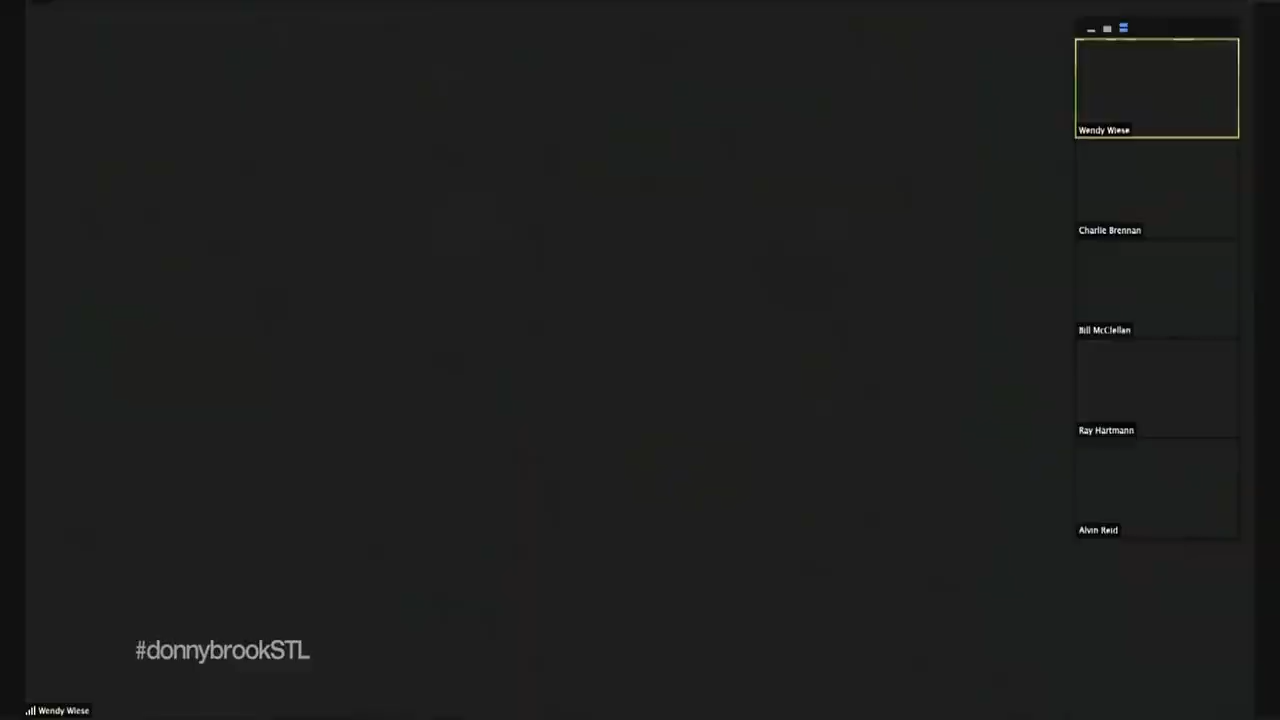 Wendy Wiese
Charlie Brennan
Bill McClellan
Ray Hartmann
Alvin Reid
#donnybrookSTL
Wendy Wiese